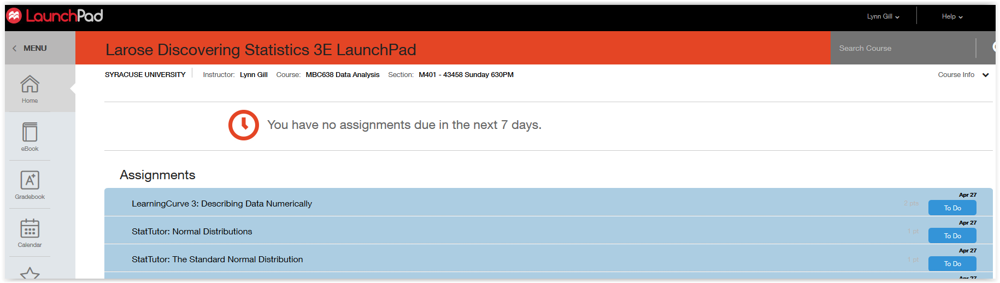 LaunchPad
Lynn Gill
Help
MENU
Larose Discovering Statistics 3E LaunchPad
Search Course
SYRACUSE UNIVERSITY Instructor: Lynn Gill Course: MBC638 Data Analysis Section: M401 - 43458 Sunday 630PM
Course Info
Home
eBook
Gradebook
Calendar
You have no assignments due in the next 7 days.
Assignments
LearningCurve 3: Describing Data Numerically
2 pts
Apr 27
To Do
StatTutor: Normal Distributions
1 pt
Apr 27
To Do
StatTutor: The Standard Normal Distribution
1 pt
Apr 27
To Do
Apr 27